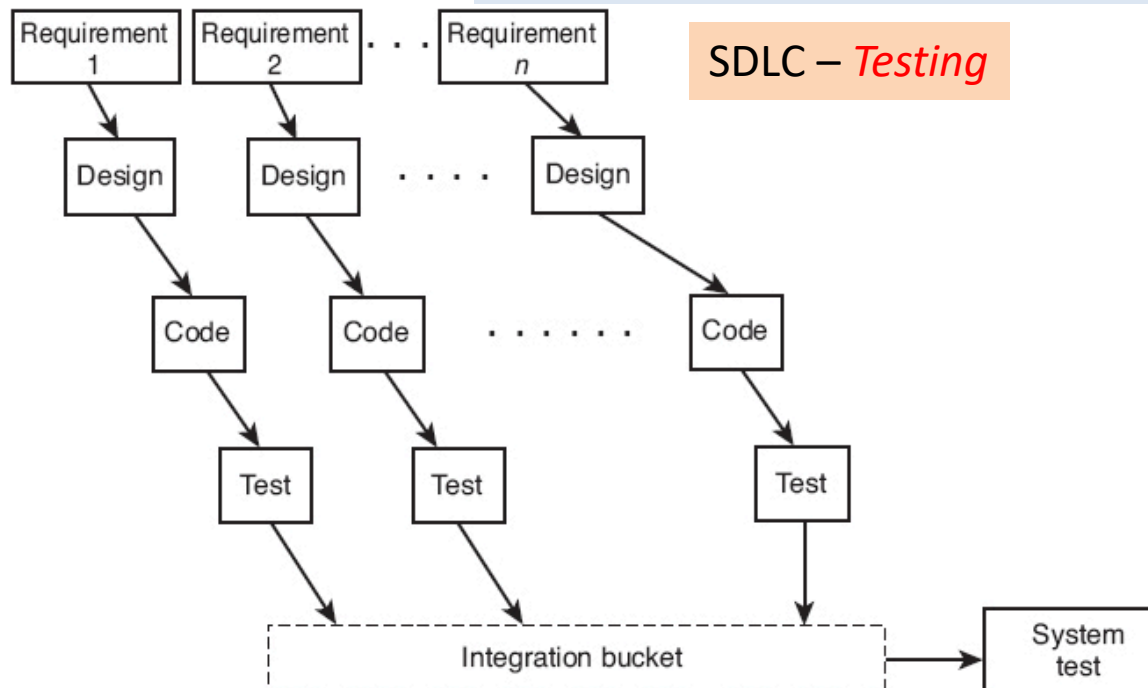 Requirement
1
Requirement
2
. . . .
Requirement
n
SDLC – Testing
Design
Design
. . . .
Design
Code
Code
. . . . . .
Code
Test
Test
Test
Integration bucket
System
test